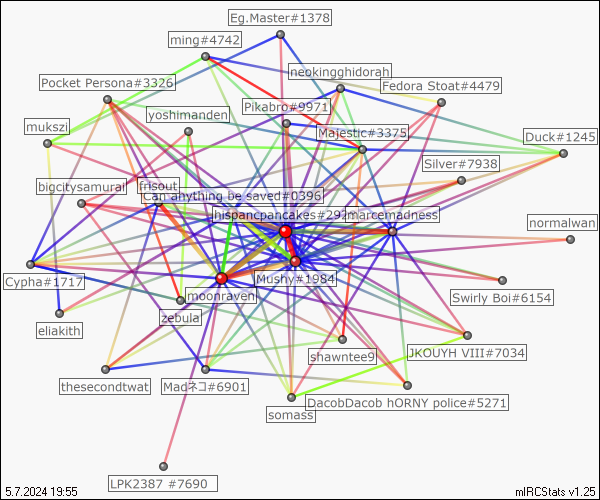 Eg.Master#1378
ming#4742
neokingghidorah
Pocket Persona#3326
Fedora Stoat#4479
Pikabro#9971
yoshimanden
mukszi
Majestic#3375
Duck#1245
Silver#7938
bigcitysamurai
frisout
Can anything be saved#0396
hispancpancakes#292
marcemadness
normalwan
Cypha#1717
Mushy#1984
moonraven
Swirly Boi#6154
zebula
eliakith
shawntee9
JKOUYH VIII#7034
thesecondtwat
Madネコ#6901
DacobDacob hORNY police#5271
somass
LPK2387 #7690
5.7.2024 19:55
mIRCStats v1.25